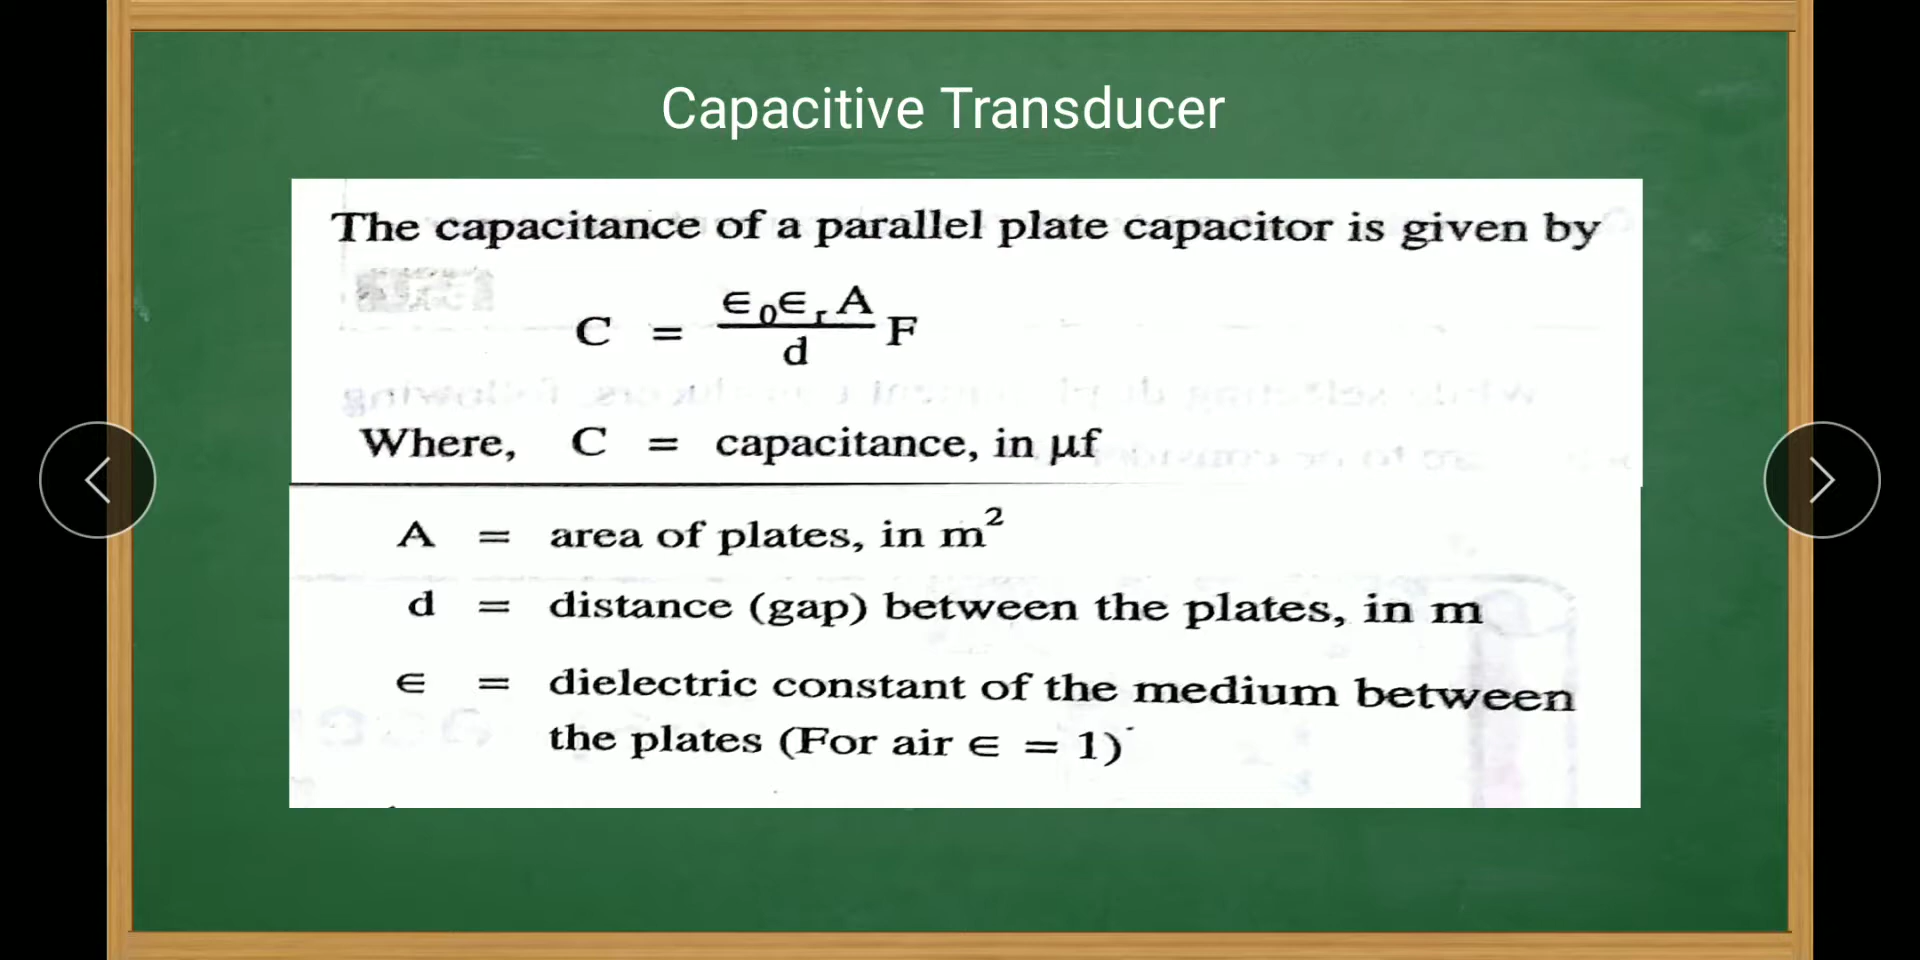 Capacitive Transducer
The capacitance of a parallel plate capacitor is given by
C = ∈₀∈ᵣ A / d F
Where, C = capacitance, in μf
A = area of plates, in m²
d = distance (gap) between the plates, in m
∈ = dielectric constant of the medium between
the plates (For air ∈ = 1)